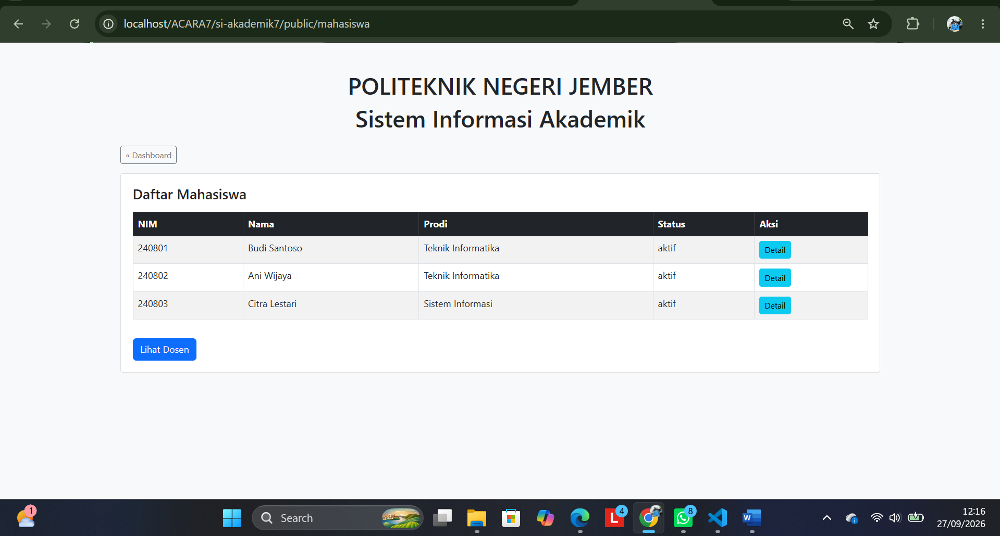 localhost/ACARA7/si-akademik7/public/mahasiswa
POLITEKNIK NEGERI JEMBER
Sistem Informasi Akademik
« Dashboard
Daftar Mahasiswa
NIM Nama Prodi Status Aksi
240801 Budi Santoso Teknik Informatika aktif Detail
240802 Ani Wijaya Teknik Informatika aktif Detail
240803 Citra Lestari Sistem Informasi aktif Detail
Lihat Dosen
1 Search L 4 8 W 12:16
27/09/2026